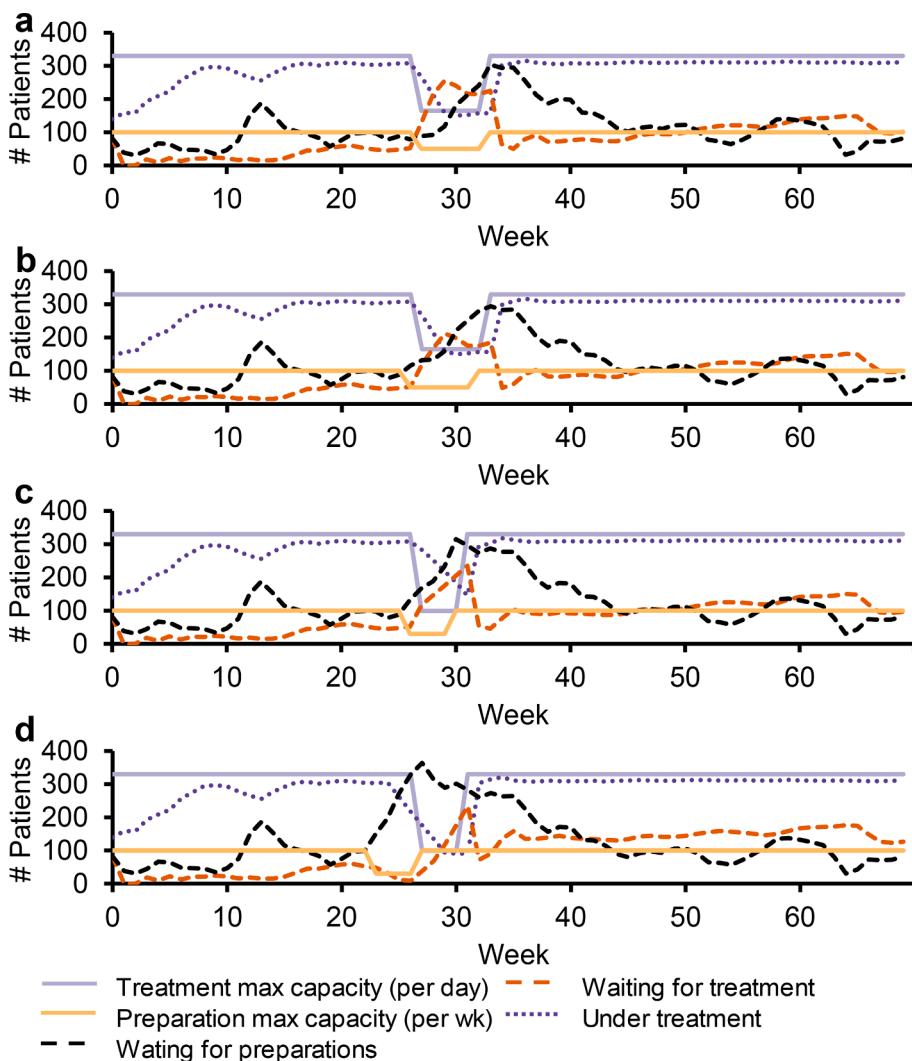 a
# Patients
400
300
200
100
0
0 10 20 30 40 50 60
Week
b
# Patients
400
300
200
100
0
0 10 20 30 40 50 60
Week
c
# Patients
400
300
200
100
0
0 10 20 30 40 50 60
Week
d
# Patients
400
300
200
100
0
0 10 20 30 40 50 60
Week
Treatment max capacity (per day) Waiting for treatment
Preparation max capacity (per wk) Under treatment
Wating for preparations